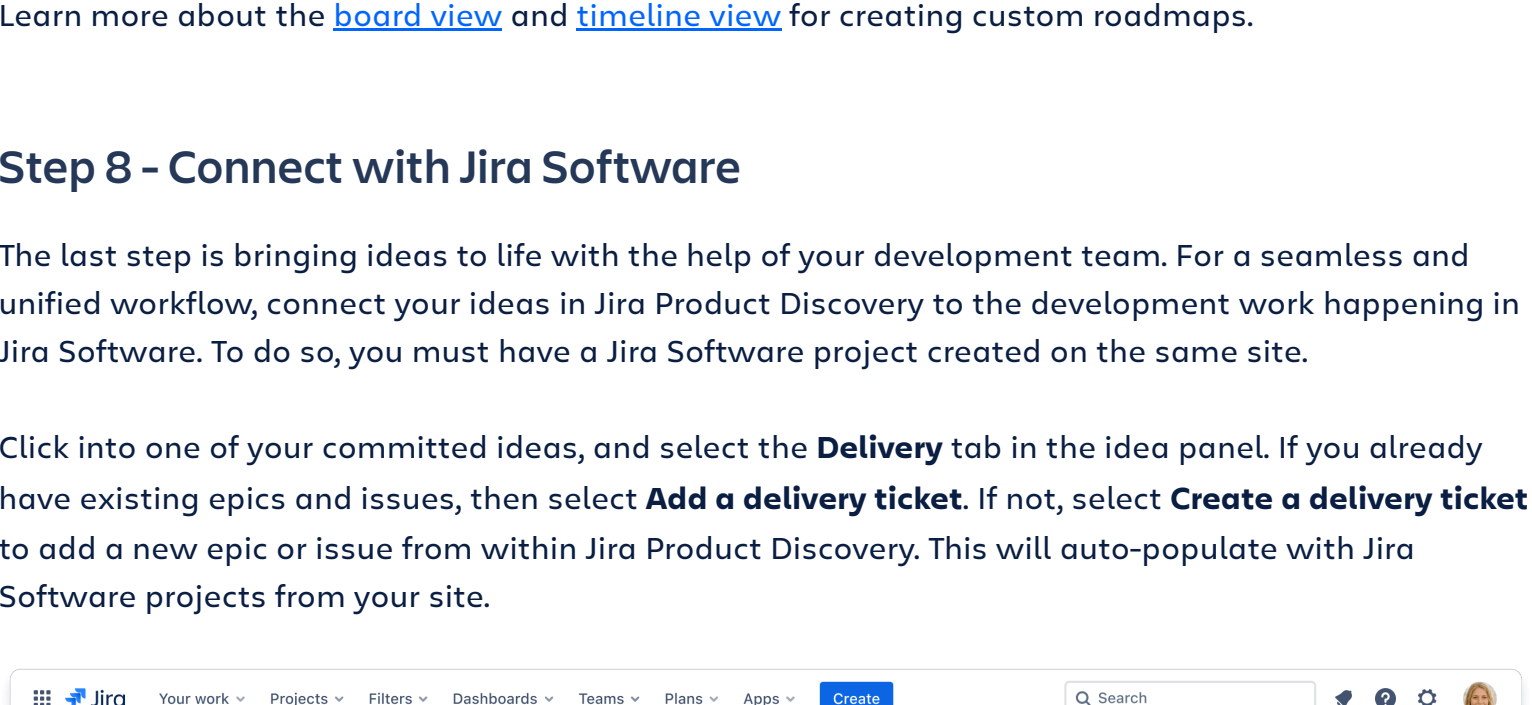 Learn more about the board view and timeline view for creating custom roadmaps.
Step 8 - Connect with Jira Software
The last step is bringing ideas to life with the help of your development team. For a seamless and
unified workflow, connect your ideas in Jira Product Discovery to the development work happening in
Jira Software. To do so, you must have a Jira Software project created on the same site.
Click into one of your committed ideas, and select the Delivery tab in the idea panel. If you already
have existing epics and issues, then select Add a delivery ticket. If not, select Create a delivery ticket
to add a new epic or issue from within Jira Product Discovery. This will auto-populate with Jira
Software projects from your site.
Jira Your work Projects Filters Dashboards Teams Plans Apps Create Search